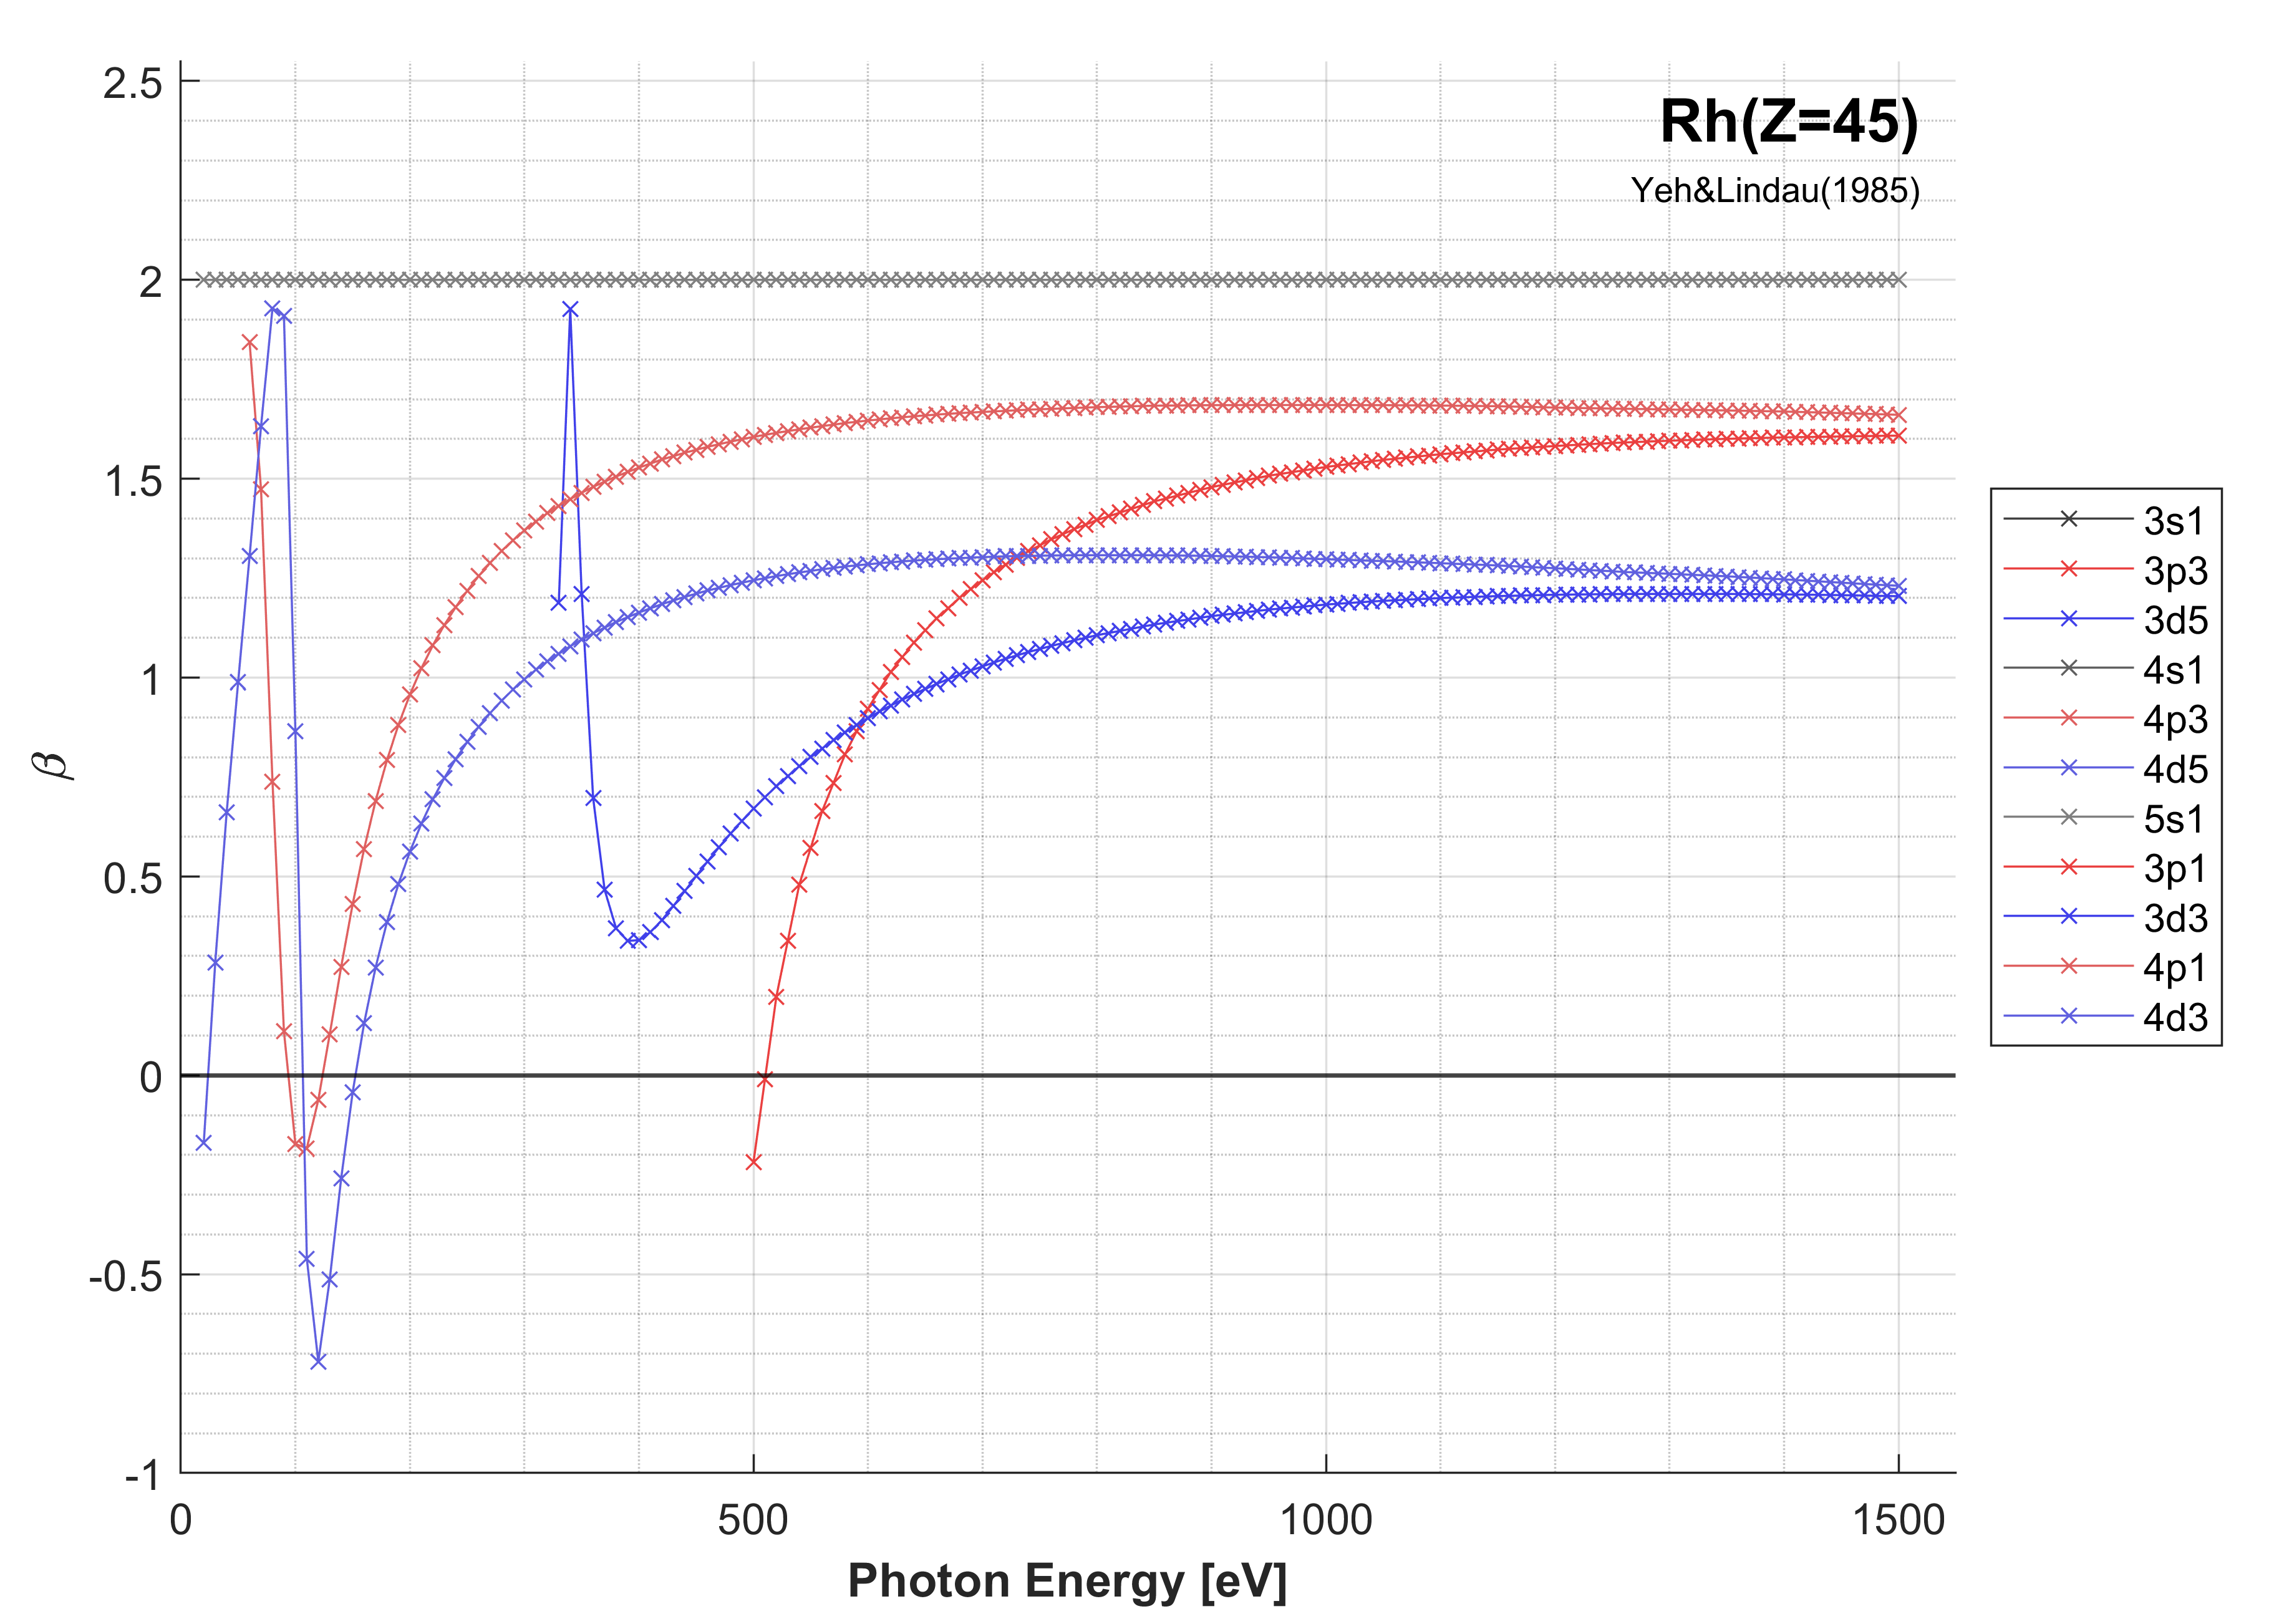 Rh(Z=45)
Yeh&Lindau(1985)
2.5
2
1.5
1
0.5
0
-0.5
-1
β
0 500 1000 1500
Photon Energy [eV]
3s1
3p3
3d5
4s1
4p3
4d5
5s1
3p1
3d3
4p1
4d3